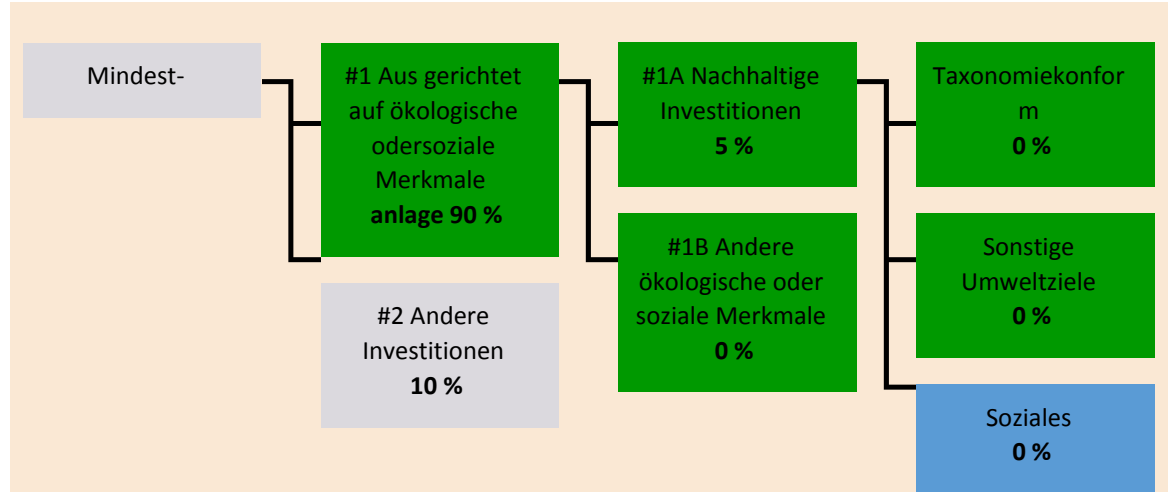 Mindest-
#1 Aus gerichtet
auf ökologische
odersoziale
Merkmale
anlage 90 %
#2 Andere
Investitionen
10 %
#1A Nachhaltige
Investitionen
5 %
#1B Andere
ökologische oder
soziale Merkmale
0 %
Taxonomiekonfor
m
0 %
Sonstige
Umweltziele
0 %
Soziales
0 %